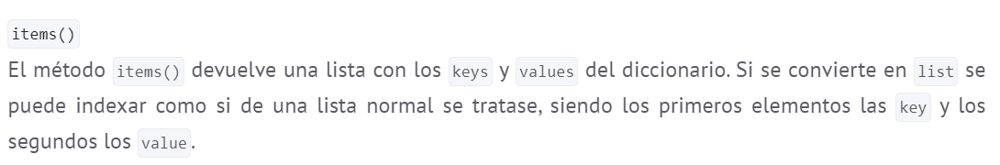 items()
El método items() devuelve una lista con los keys y values del diccionario. Si se convierte en list se
puede indexar como si de una lista normal se tratase, siendo los primeros elementos las key y los
segundos los value.